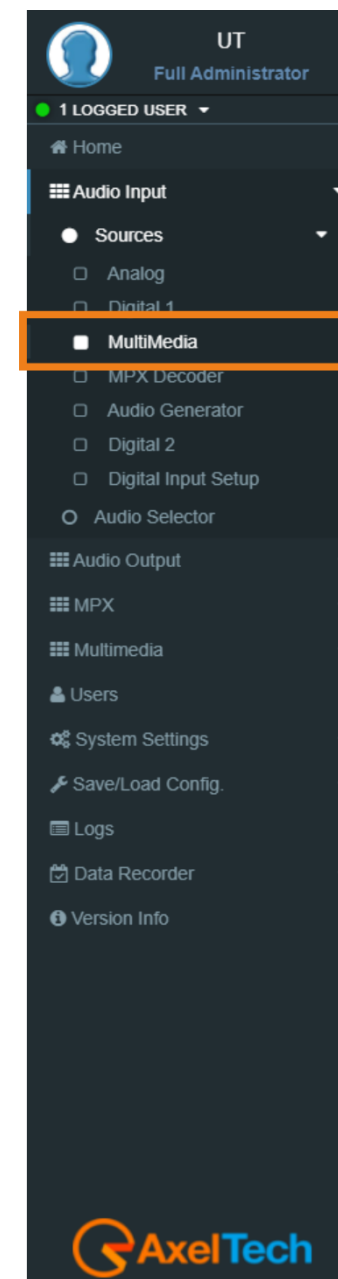 UT
Full Administrator
1 LOGGED USER
Home
Audio Input
Sources
Analog
Digital 1
MultiMedia
MPX Decoder
Audio Generator
Digital 2
Digital Input Setup
Audio Selector
Audio Output
MPX
Multimedia
Users
System Settings
Save/Load Config.
Logs
Data Recorder
Version Info
AxelTech